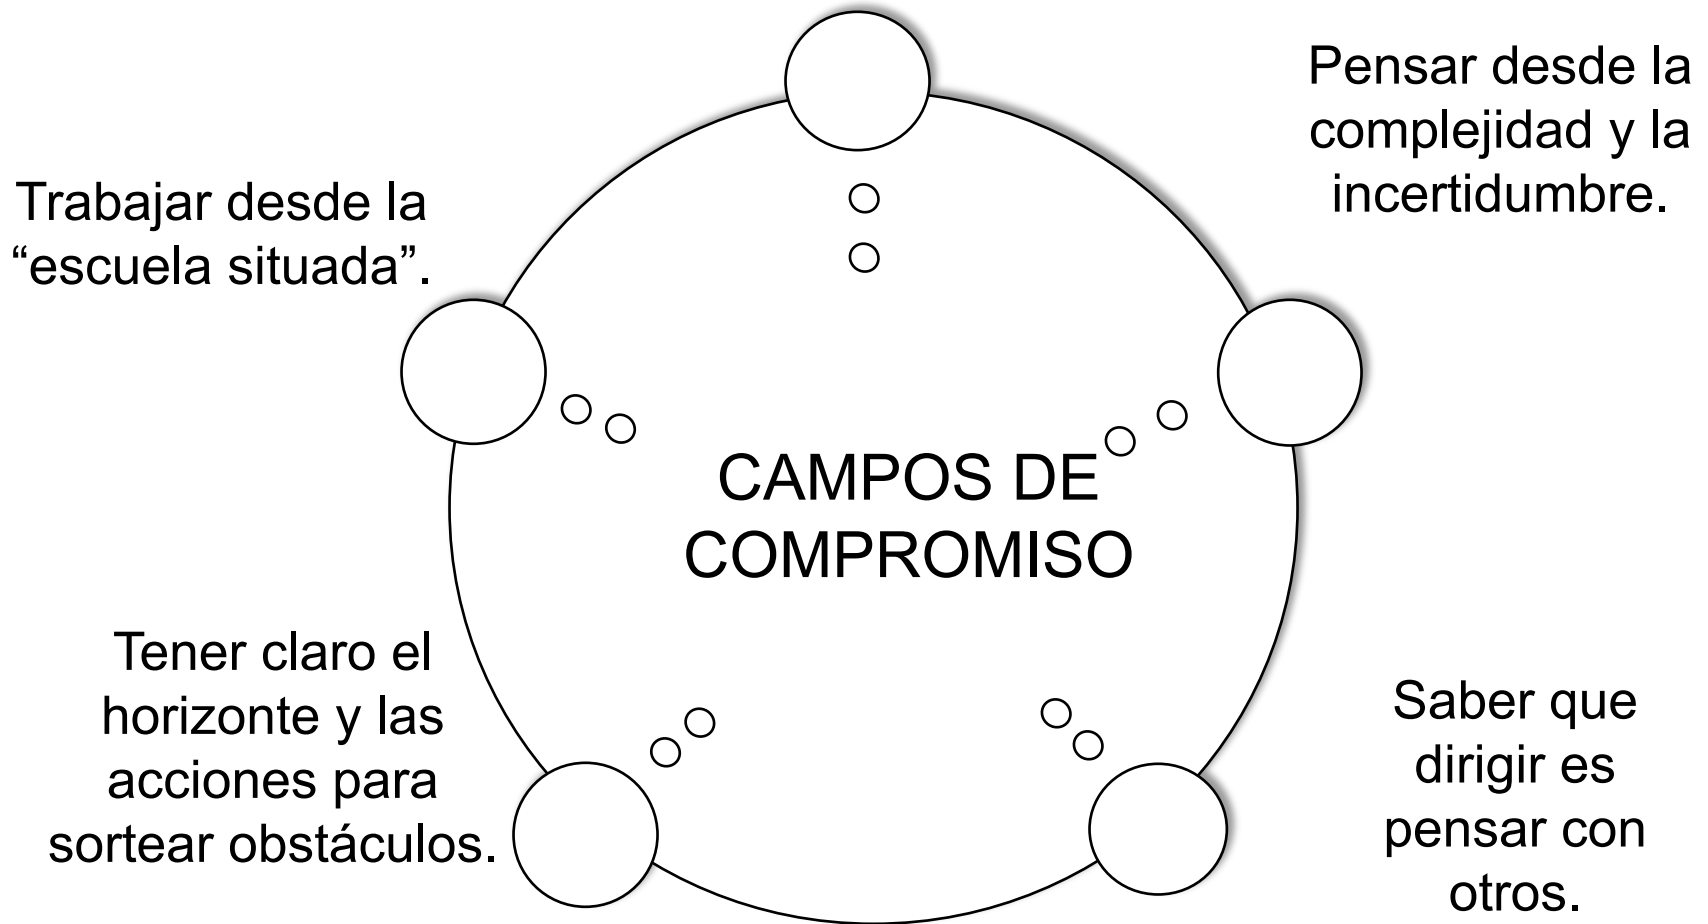 Pensar desde la
complejidad y la
incertidumbre.
Trabajar desde la
“escuela situada”.
CAMPOS DE
COMPROMISO
Tener claro el
horizonte y las
acciones para
sortear obstáculos.
Saber que
dirigir es
pensar con
otros.